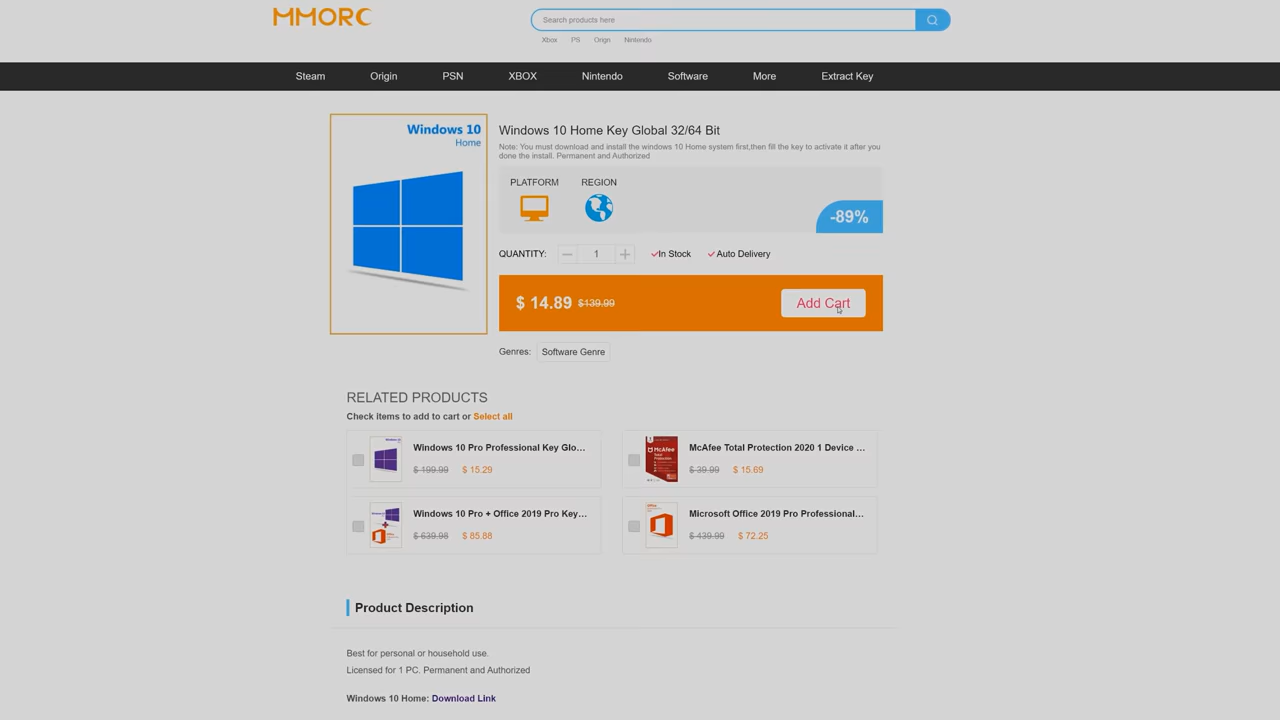 MMORC
Search products here
Xbox PS Orign Nintendo
Steam Origin PSN XBOX Nintendo Software More Extract Key
Windows 10
Home
Windows 10 Home Key Global 32/64 Bit
Note: You must download and install the windows 10 Home system first,then fill the key to activate it after you
done the install. Permanent and Authorized
PLATFORM REGION
-89%
QUANTITY: 1 In Stock Auto Delivery
$ 14.89 $139.99 Add Cart
Genres: Software Genre
RELATED PRODUCTS
Check items to add to cart or Select all
Windows 10 Pro Professional Key Glo…
$ 199.99 $ 15.29
McAfee Total Protection 2020 1 Device …
$ 39.99 $ 15.69
Windows 10 Pro + Office 2019 Pro Key…
$ 639.98 $ 85.88
Microsoft Office 2019 Pro Professional…
$ 439.99 $ 72.25
Product Description
Best for personal or household use.
Licensed for 1 PC. Permanent and Authorized
Windows 10 Home: Download Link